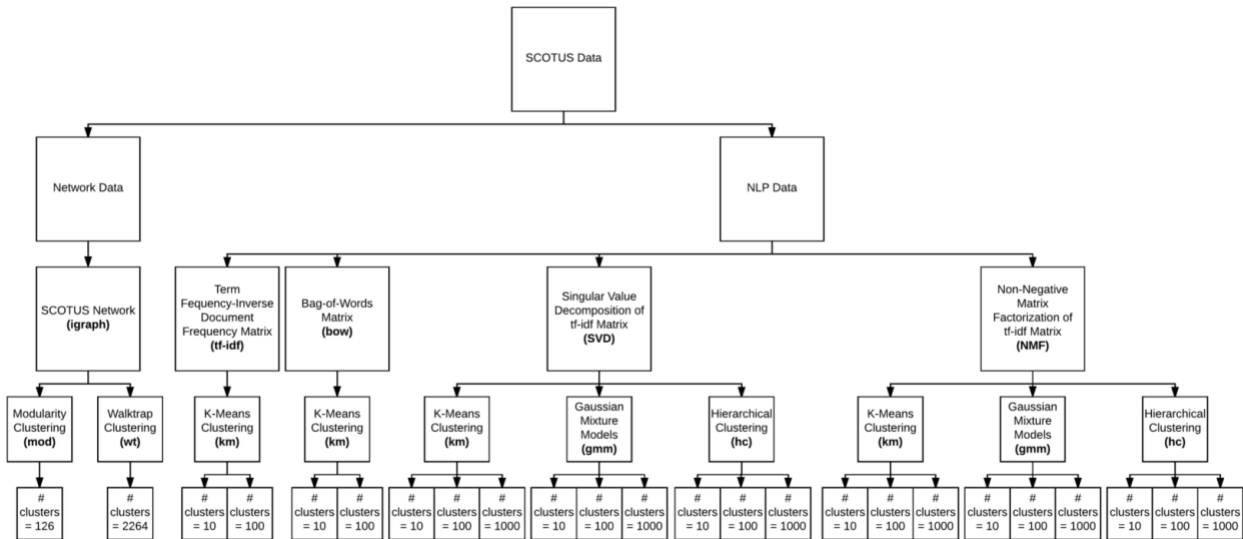 SCOTUS Data
Network Data
NLP Data
SCOTUS Network
(igraph)
Term
Fequency-Inverse
Document
Frequency Matrix
(tf-idf)
Bag-of-Words
Matrix
(bow)
Singular Value
Decomposition of
tf-idf Matrix
(SVD)
Non-Negative
Matrix
Factorization of
tf-idf Matrix
(NMF)
Modularity
Clustering
(mod)
Walktrap
Clustering
(wt)
K-Means
Clustering
(km)
K-Means
Clustering
(km)
K-Means
Clustering
(km)
Gaussian
Mixture
Models
(gmm)
Hierarchical
Clustering
(hc)
K-Means
Clustering
(km)
Gaussian
Mixture
Models
(gmm)
Hierarchical
Clustering
(hc)
#
clusters
= 126
#
clusters
= 2264
#
clusters
= 10
#
clusters
= 100
#
clusters
= 10
#
clusters
= 100
#
clusters
= 10
#
clusters
= 100
#
clusters
= 1000
#
clusters
= 10
#
clusters
= 100
#
clusters
= 1000
#
clusters
= 10
#
clusters
= 100
#
clusters
= 1000
#
clusters
= 10
#
clusters
= 100
#
clusters
= 1000
#
clusters
= 10
#
clusters
= 100
#
clusters
= 1000
#
clusters
= 10
#
clusters
= 100
#
clusters
= 1000